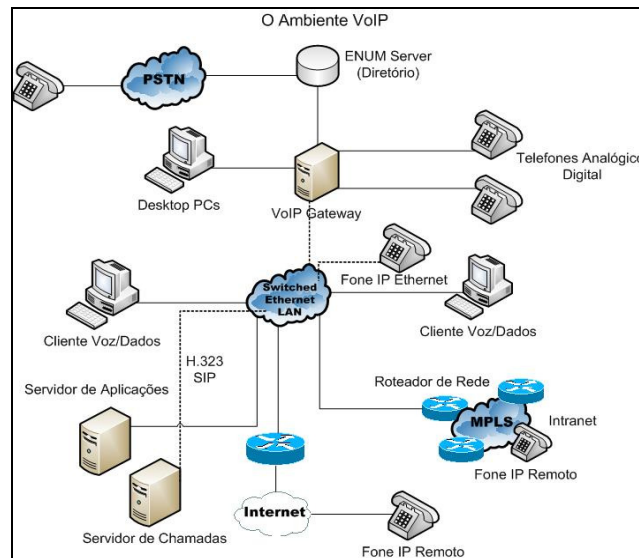 O Ambiente VoIP
ENUM Server
(Diretório)
PSTN
Telefones Analógico
Digital
Desktop PCs
VoIP Gateway
Fone IP Ethernet
Switched
Ethernet
LAN
Cliente Voz/Dados
Cliente Voz/Dados
H.323
SIP
Servidor de Aplicações
Roteador de Rede
MPLS
Intranet
Fone IP Remoto
Servidor de Chamadas
Internet
Fone IP Remoto